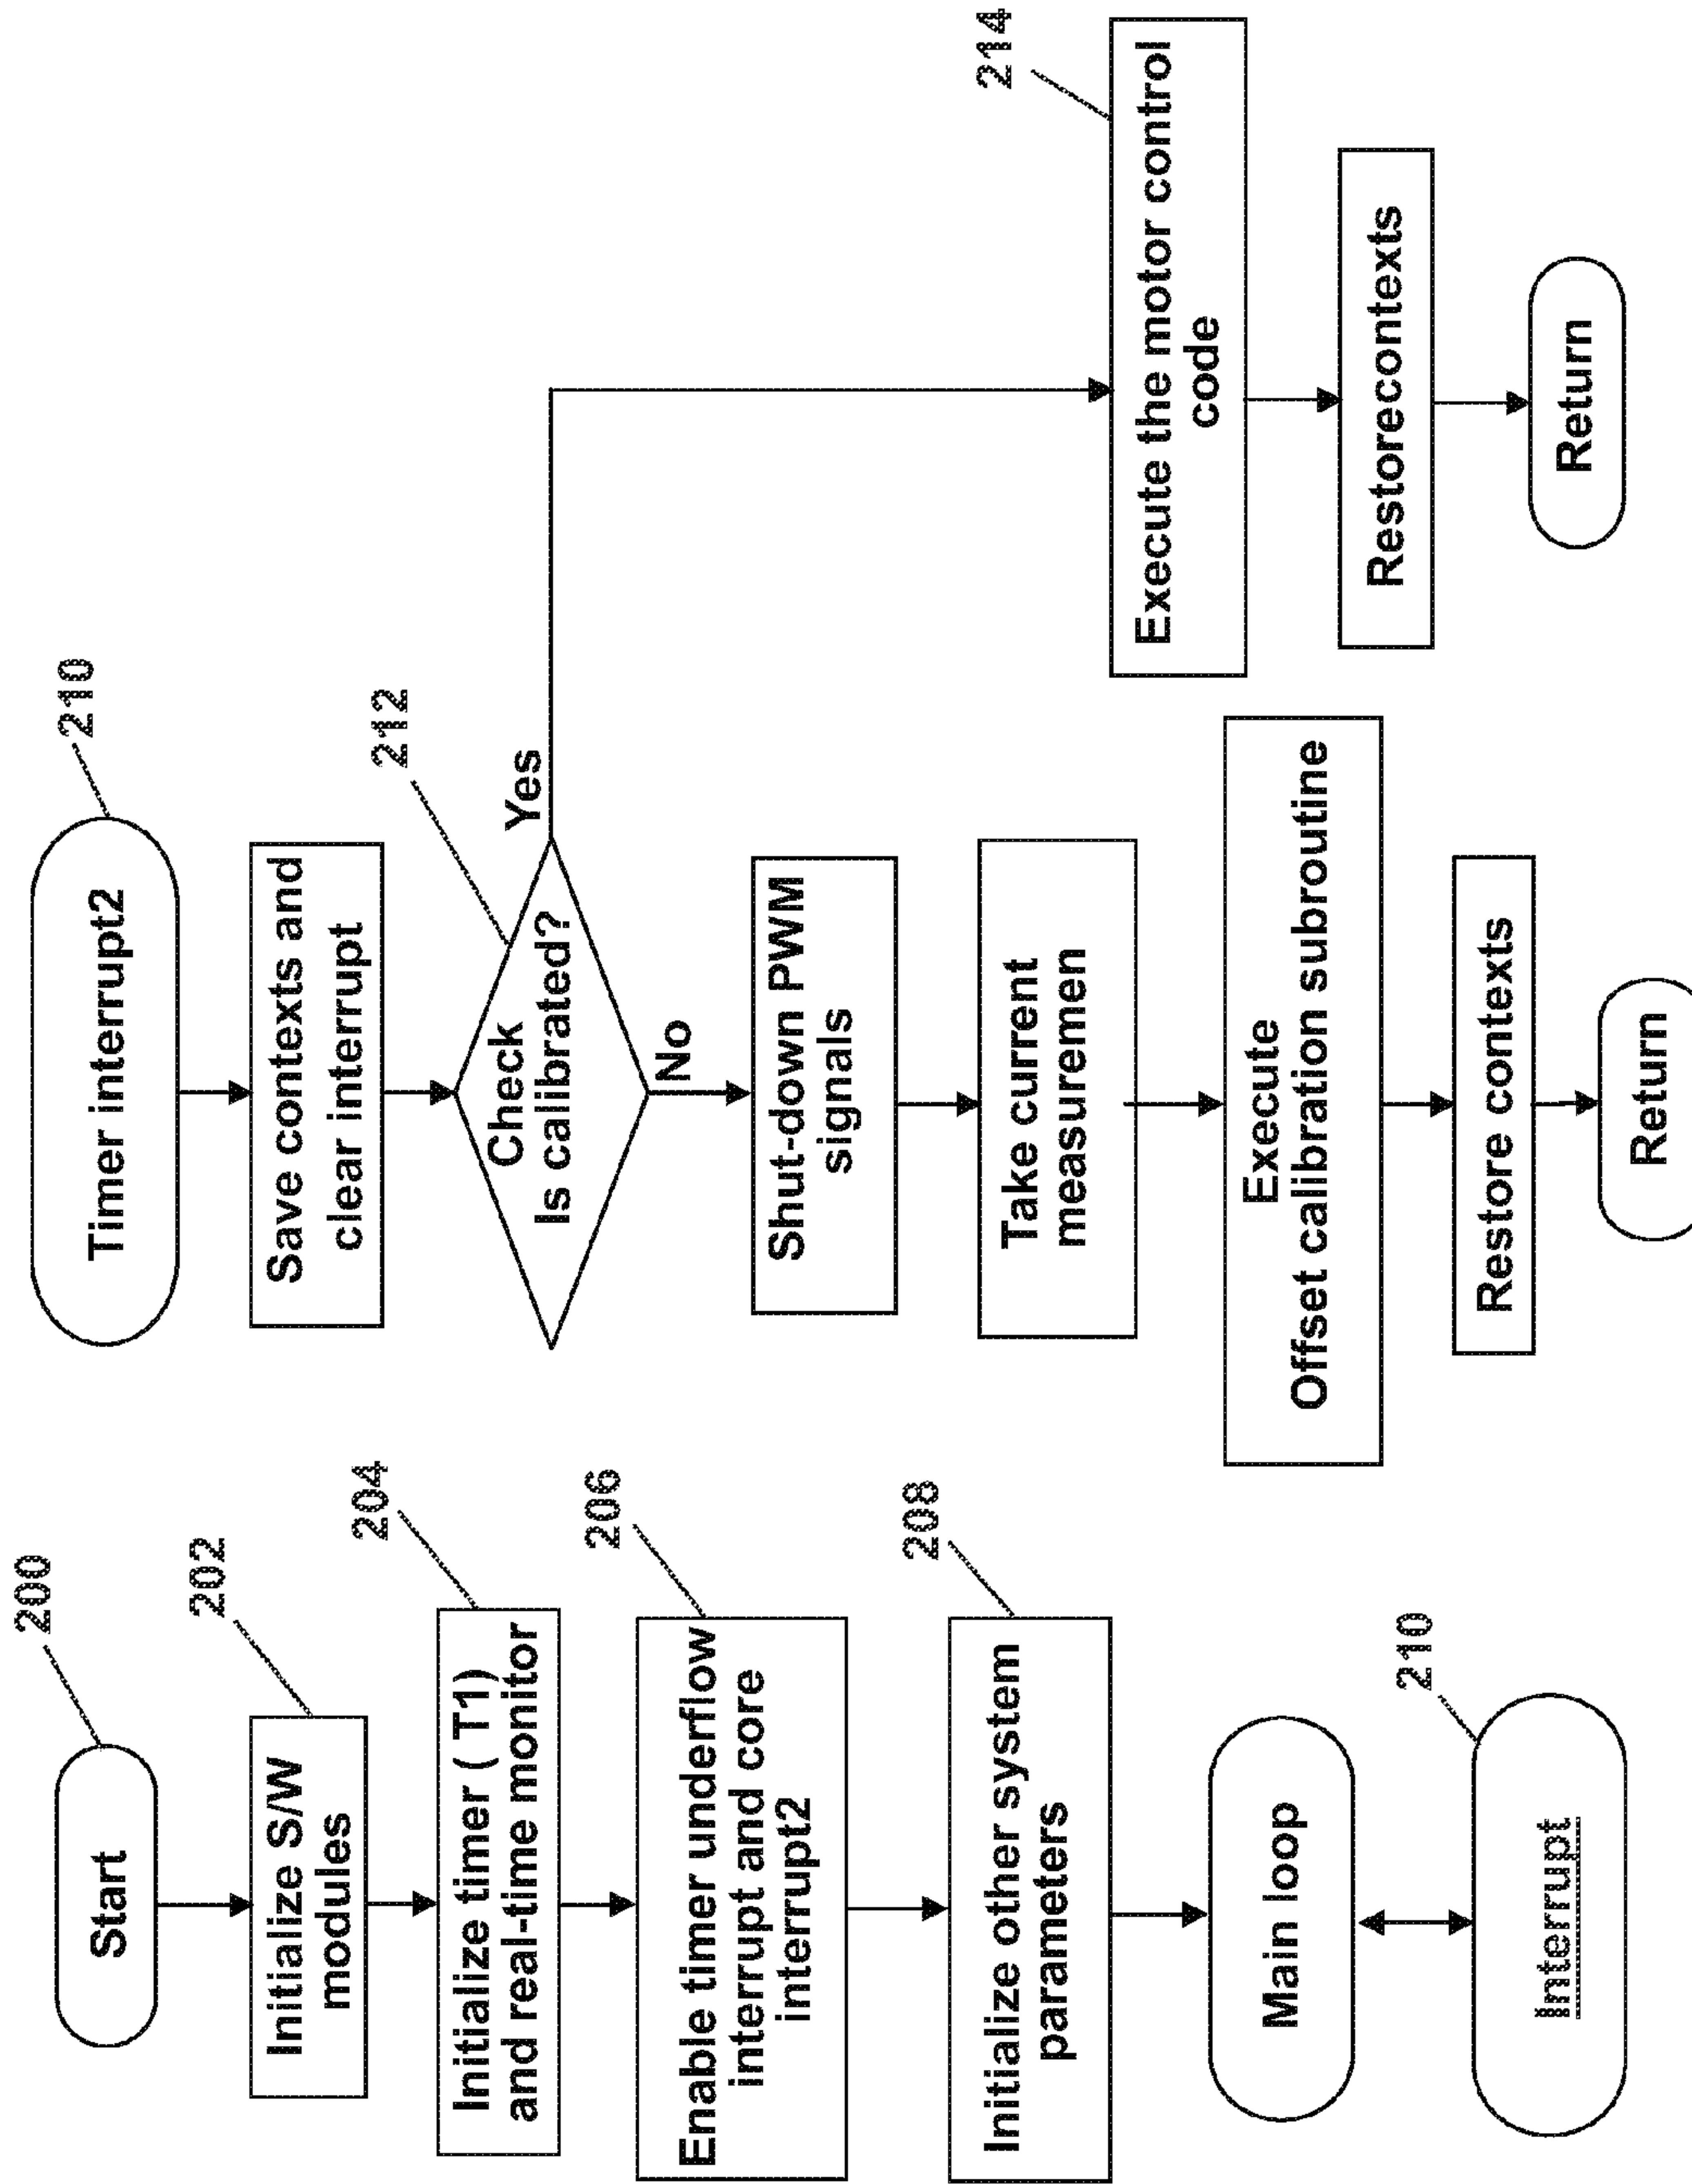 200
Start
202
Initialize S/W
modules
204
Initialize timer ( T1)
and real-time monitor
206
Enable timer underflow
interrupt and core
interrupt2
208
Initialize other system
parameters
Main loop
210
interrupt
210
Timer interrupt2
Save contexts and
clear interrupt
212
Check
Is calibrated?
Yes
No
Shut-down PWM
signals
Take current
measuremen
Execute
Offset calibration subroutine
Restore contexts
Return
214
Execute the motor control
code
Restorecontexts
Return